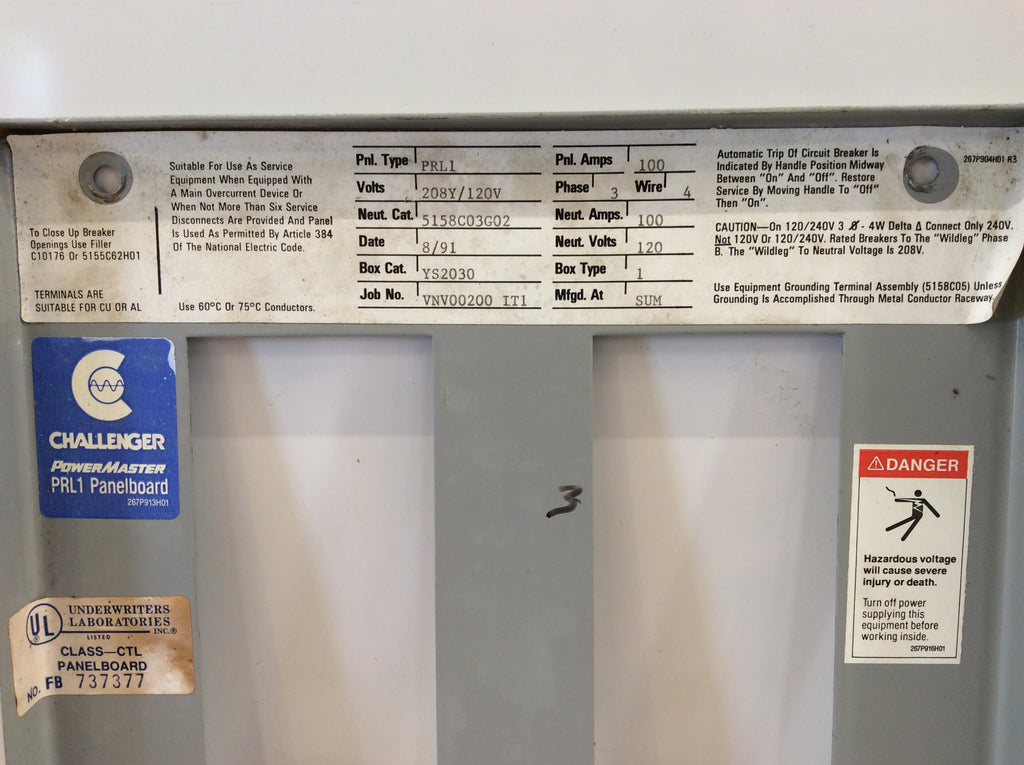 To Close Up Breaker
Openings Use Filler
C10176 Or 5155C62H01
TERMINALS ARE
SUITABLE FOR CU OR AL
Suitable For Use As Service
Equipment When Equipped With
A Main Overcurrent Device Or
When Not More Than Six Service
Disconnects Are Provided And Panel
Is Used As Permitted By Article 384
Of The National Electric Code.
Use 60°C Or 75°C Conductors.
Pnl. Type PRL1
Volts 208Y/120V
Neut. Cat. 5158C03G02
Date 8/91
Box Cat. YS2030
Job No. VNV00200 IT1
Pnl. Amps 100
Phase 3 Wire 4
Neut. Amps. 100
Neut. Volts 120
Box Type 1
Mfgd. At SUM
Automatic Trip Of Circuit Breaker Is
Indicated By Handle Position Midway
Between "On" And "Off". Restore
Service By Moving Handle To "Off"
Then "On".
267P904H01 R3
CAUTION—On 120/240V 3 Ø - 4W Delta Δ Connect Only 240V.
Not 120V Or 120/240V. Rated Breakers To The "Wildleg" Phase
B. The "Wildleg" To Neutral Voltage Is 208V.
Use Equipment Grounding Terminal Assembly (5158C05) Unless
Grounding Is Accomplished Through Metal Conductor Raceway.
CHALLENGER
POWERMASTER
PRL1 Panelboard
267P913H01
3
DANGER
Hazardous voltage
will cause severe
injury or death.
Turn off power
supplying this
equipment before
working inside.
267P916H01
UL
®
UNDERWRITERS
LABORATORIES
INC.®
LISTED
CLASS—CTL
PANELBOARD
NO. FB 737377